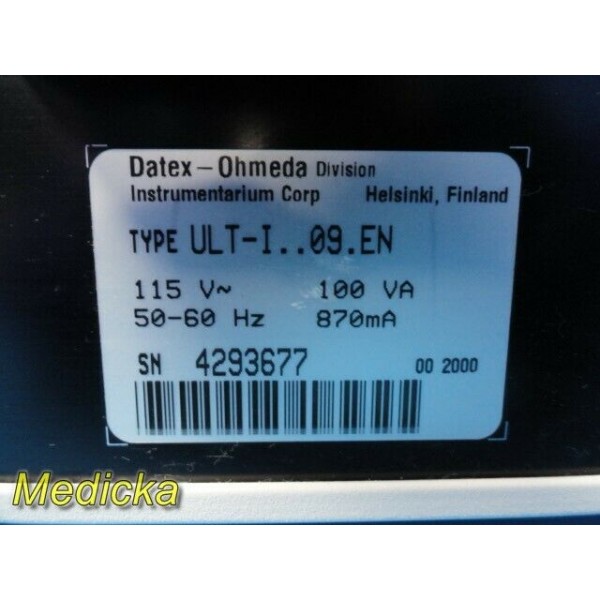 Datex-Ohmeda Division
Instrumentarium Corp Helsinki, Finland
TYPE ULT-I..09.EN
115 V~ 100 VA
50-60 Hz 870mA
SN 4293677 00 2000
Medicka